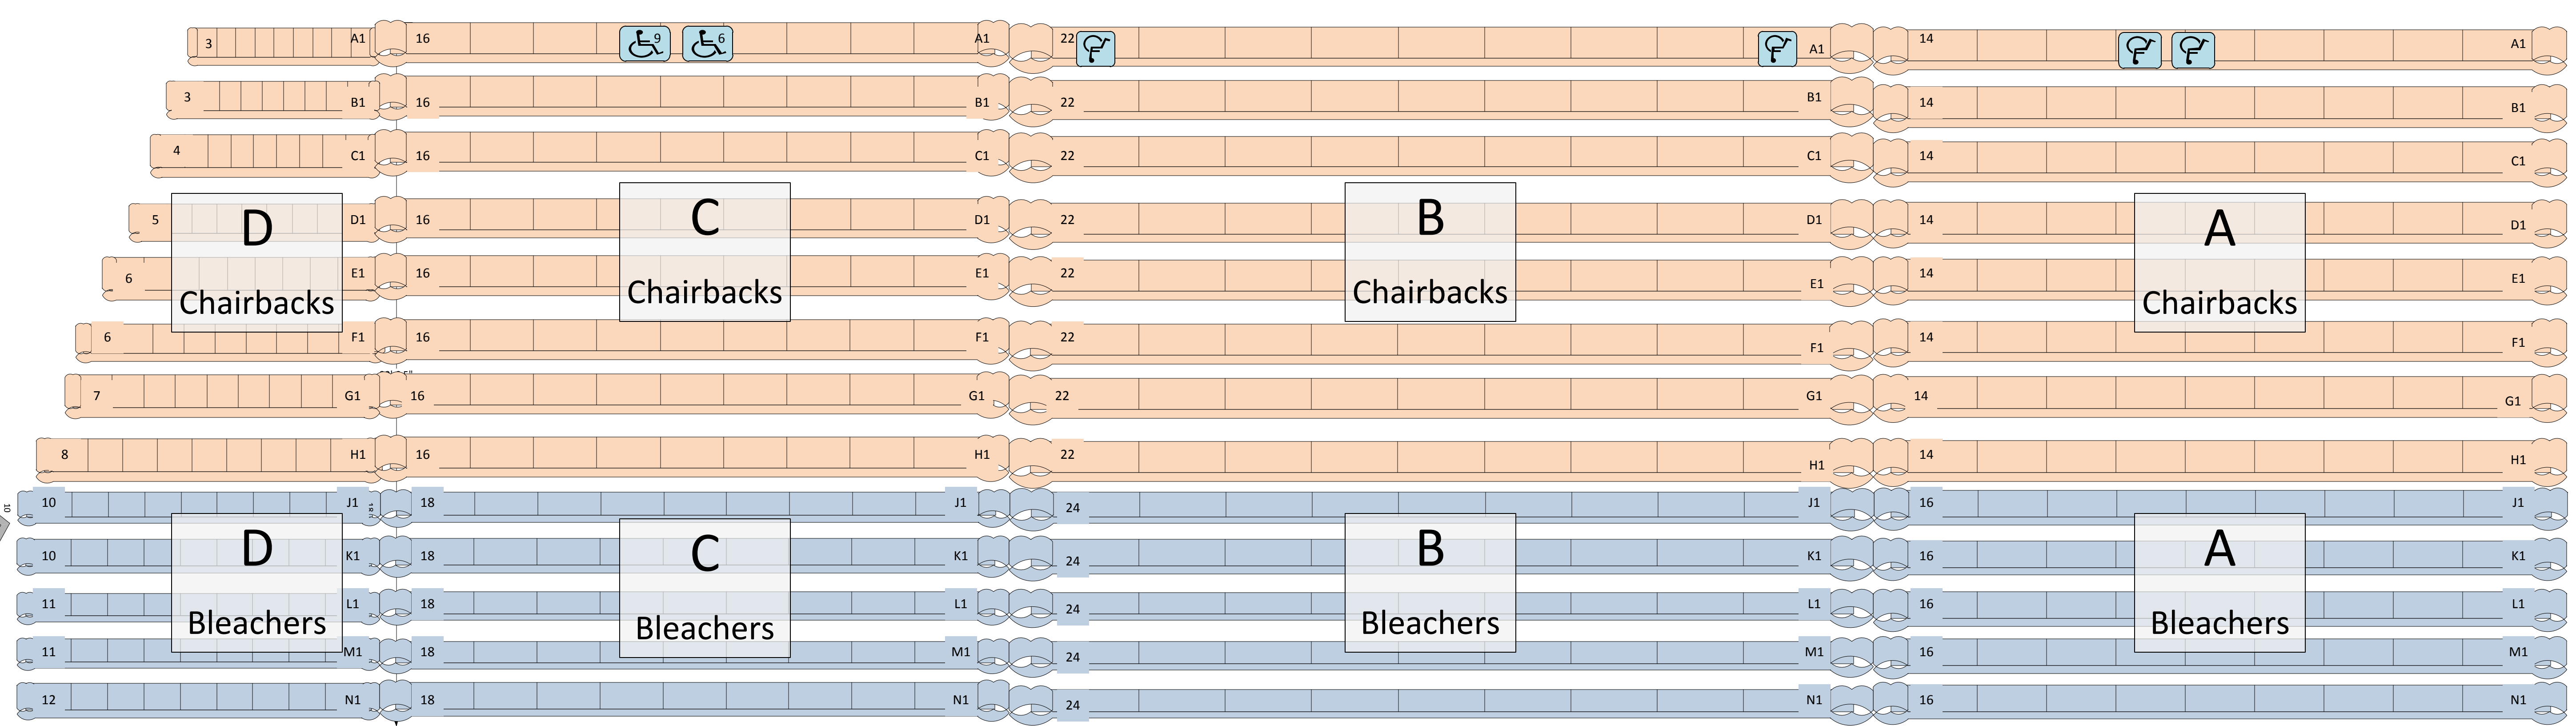 3 A1 16 9 6 A1 22 A1 14 A1
3 B1 16 B1 22 B1 14 B1
4 C1 16 C1 22 C1 14 C1
5 D1 16 D1 22 D1 14 D1
D C B A
6 E1 16 E1 22 E1 14 E1
Chairbacks Chairbacks Chairbacks Chairbacks
6 F1 16 F1 22 F1 14 F1
7 G1 16 G1 22 G1 14 G1
8 H1 16 H1 22 H1 14 H1
10
10 J1 18 J1 24 J1 16 J1
D C B A
10 K1 18 K1 24 K1 16 K1
11 L1 18 L1 24 L1 16 L1
Bleachers Bleachers Bleachers Bleachers
11 M1 18 M1 24 M1 16 M1
12 N1 18 N1 24 N1 16 N1